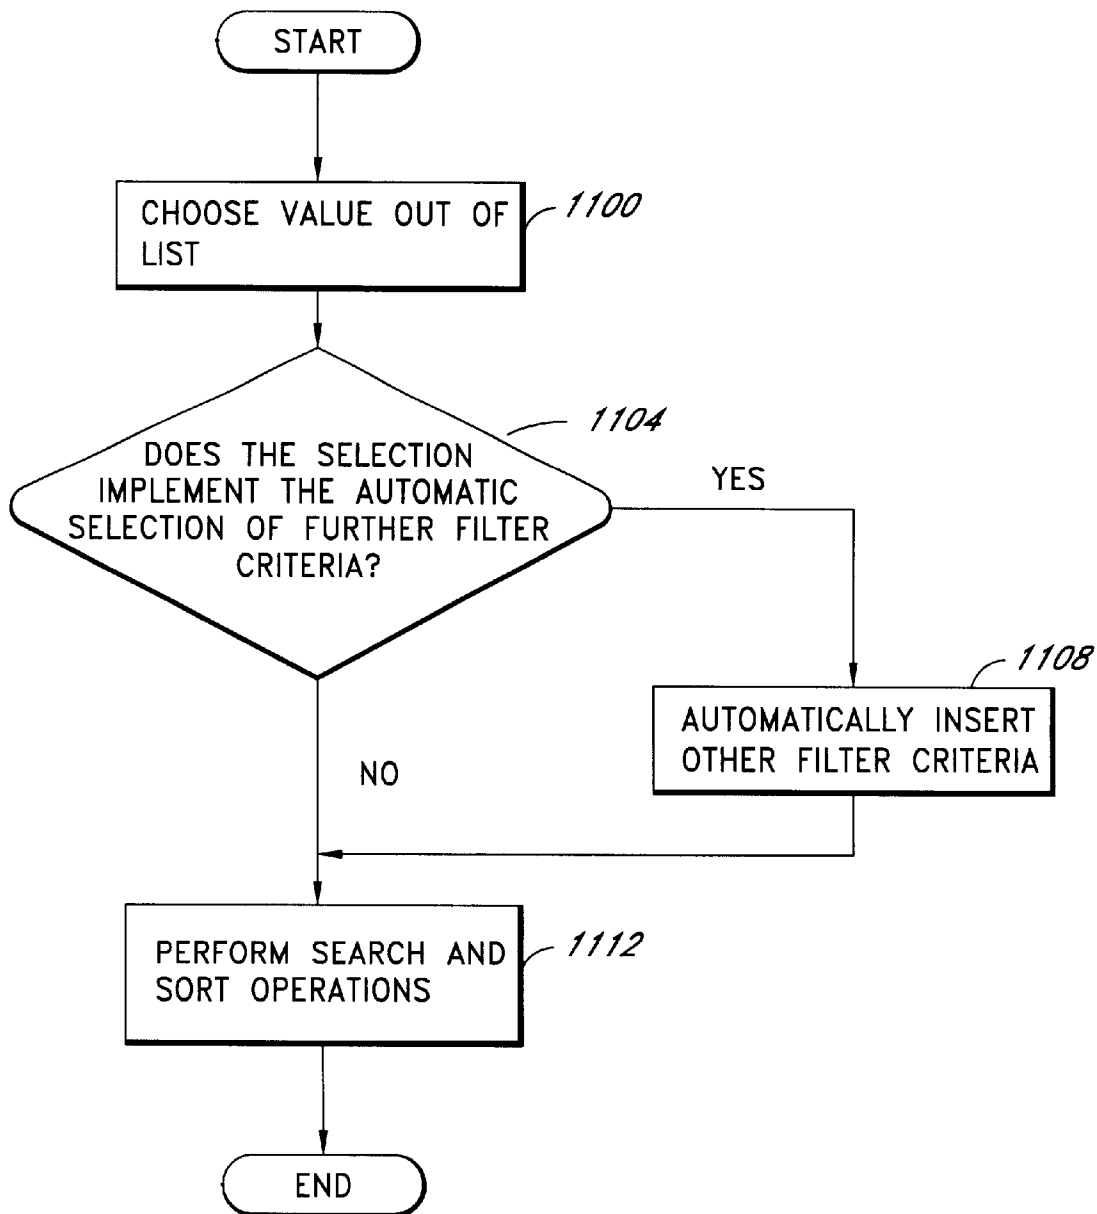 START
CHOOSE VALUE OUT OF
LIST
1100
DOES THE SELECTION
IMPLEMENT THE AUTOMATIC
SELECTION OF FURTHER FILTER
CRITERIA?
1104
YES
1108
AUTOMATICALLY INSERT
OTHER FILTER CRITERIA
NO
PERFORM SEARCH AND
SORT OPERATIONS
1112
END